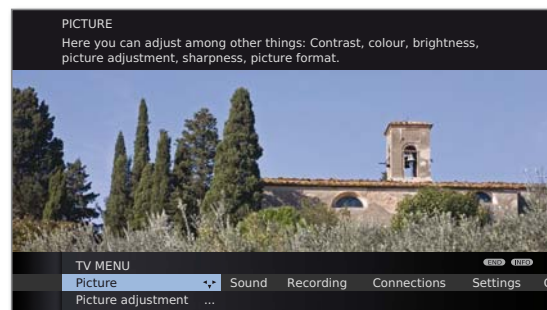 PICTURE
Here you can adjust among other things: Contrast, colour, brightness,
picture adjustment, sharpness, picture format.
TV MENU END INFO
Picture Sound Recording Connections Settings
Picture adjustment ...